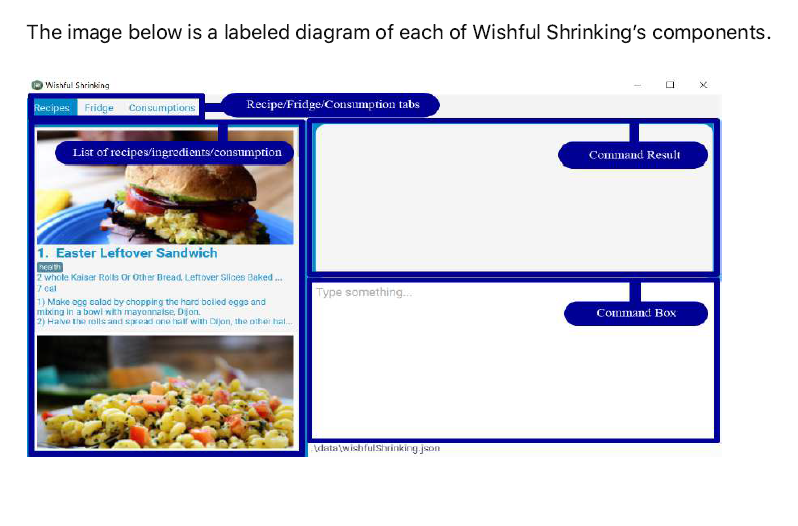 The image below is a labeled diagram of each of Wishful Shrinking’s components.
Wishful Shrinking
Recipes Fridge Consumptions
Recipe/Fridge/Consumption tabs
List of recipes/ingredients/consumption
Command Result
1. Easter Leftover Sandwich
health
2 whole Kaiser Rolls Or Other Bread, Leftover Slices Baked ...
7 cal
1) Make egg salad by chopping the hard boiled eggs and
mixing in a bowl with mayonnaise, Dijon.
2) Halve the rolls and spread one half with Dijon, the other hal...
Type something...
Command Box
.\data\wishfulShrinking.json